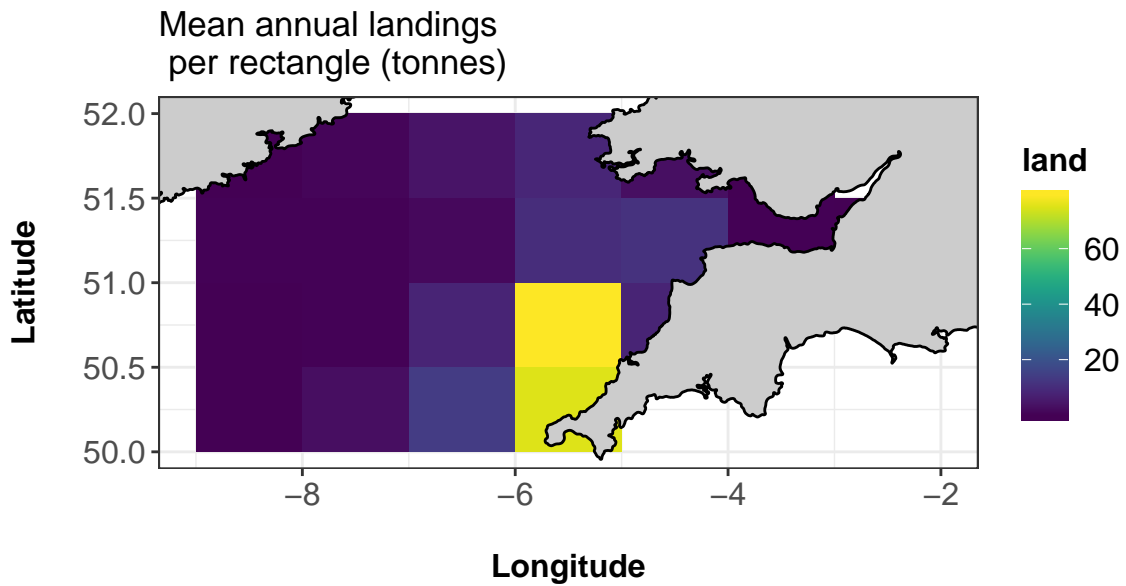 Mean annual landings
per rectangle (tonnes)
52.0
51.5
51.0
50.5
50.0
Latitude
−8
−6
−4
−2
Longitude
land
60
40
20